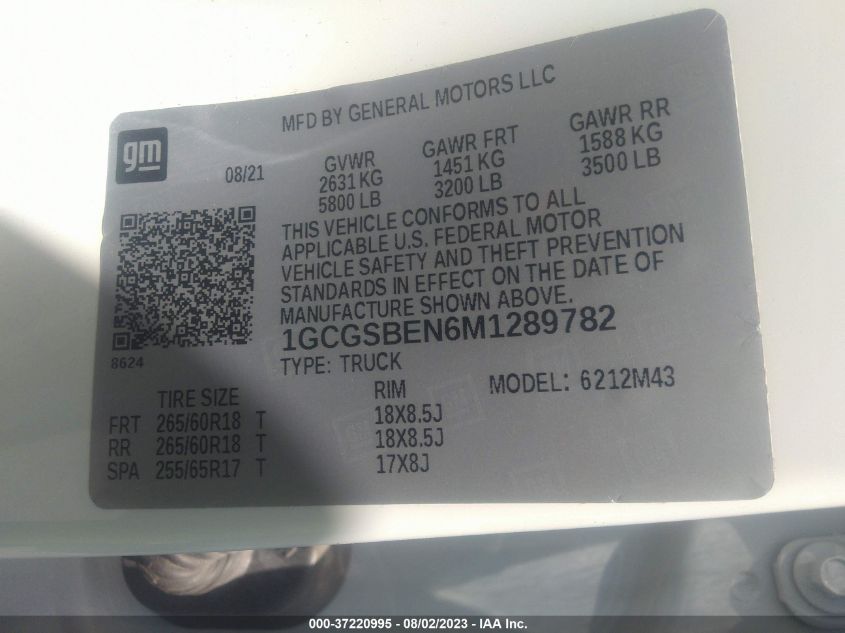 MFD BY GENERAL MOTORS LLC
gm
08/21
GVWR
2631 KG
5800 LB
GAWR FRT
1451 KG
3200 LB
GAWR RR
1588 KG
3500 LB
THIS VEHICLE CONFORMS TO ALL
APPLICABLE U.S. FEDERAL MOTOR
VEHICLE SAFETY AND THEFT PREVENTION
STANDARDS IN EFFECT ON THE DATE OF
MANUFACTURE SHOWN ABOVE.
1GCGSBEN6M1289782
8624
TYPE: TRUCK
MODEL: 6212M43
TIRE SIZE RIM
FRT 265/60R18 T 18X8.5J
RR 265/60R18 T 18X8.5J
SPA 255/65R17 T 17X8J
000-37220995 - 08/02/2023 - IAA Inc.